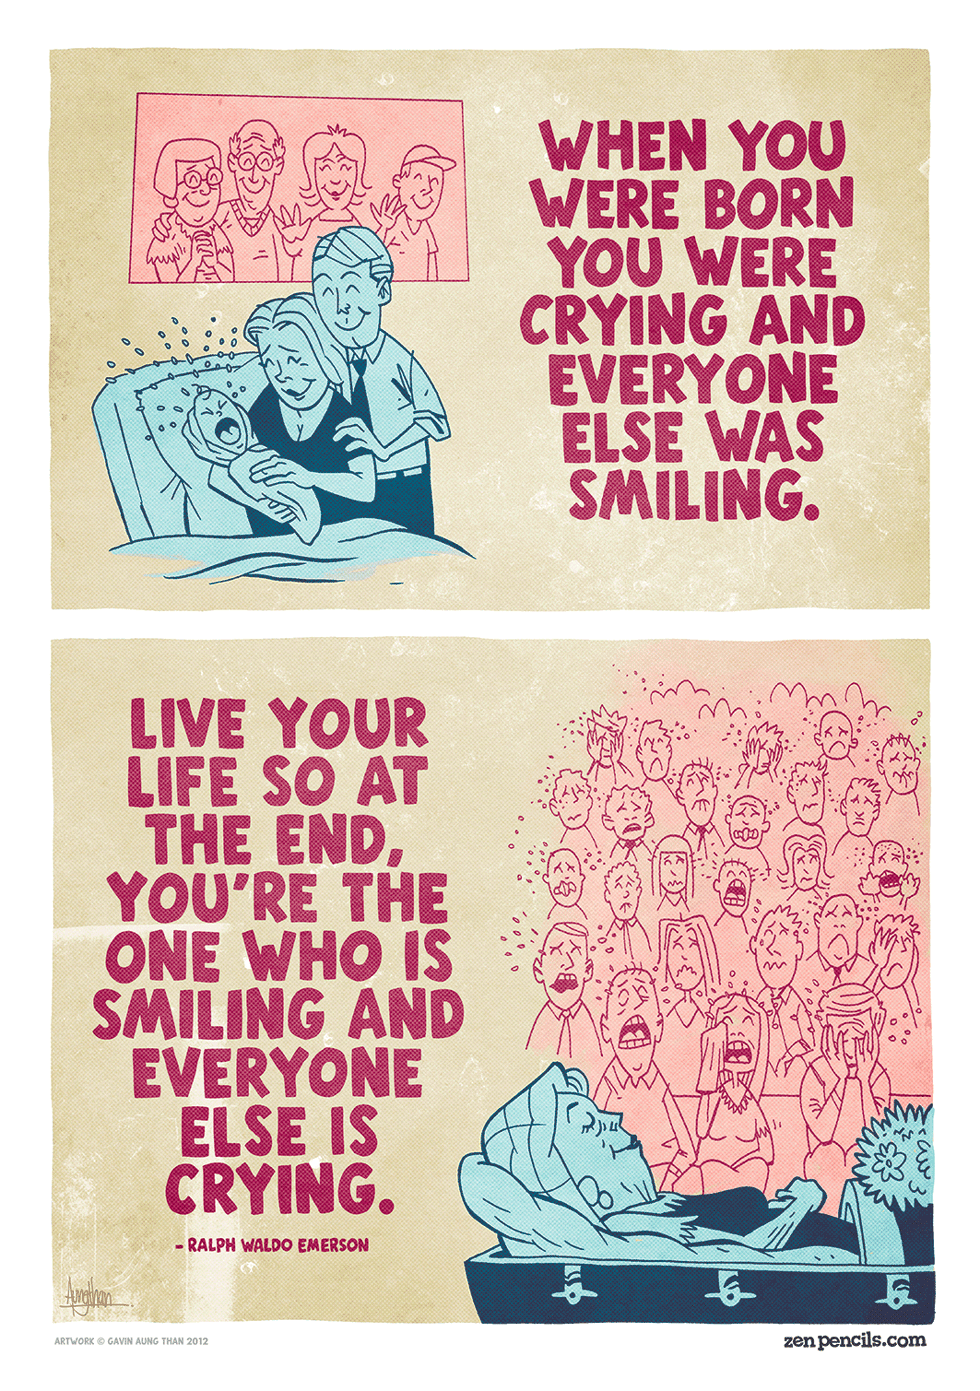 WHEN YOU
WERE BORN
YOU WERE
CRYING AND
EVERYONE
ELSE WAS
SMILING.
LIVE YOUR
LIFE SO AT
THE END,
YOU'RE THE
ONE WHO IS
SMILING AND
EVERYONE
ELSE IS
CRYING.
- RALPH WALDO EMERSON
Aung Than
ARTWORK © GAVIN AUNG THAN 2012
zen pencils.com